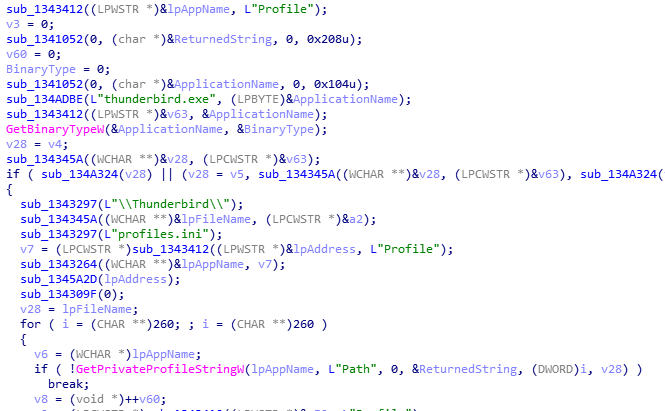 sub_1343412((LPWSTR *)&lpAppName, L"Profile");
v3 = 0;
sub_1341052(0, (char *)&ReturnedString, 0, 0x208u);
v60 = 0;
BinaryType = 0;
sub_1341052(0, (char *)&ApplicationName, 0, 0x104u);
sub_134ADBE(L"thunderbird.exe", (LPBYTE)&ApplicationName);
sub_1343412((LPWSTR *)&v63, &ApplicationName);
GetBinaryTypeW(&ApplicationName, &BinaryType);
v28 = v4;
sub_134345A((WCHAR **)&v28, (LPCWSTR *)&v63);
if ( sub_134A324(v28) || (v28 = v5, sub_134345A((WCHAR **)&v28, (LPCWSTR *)&v63), sub_134A324(
{
sub_1343297(L"\\Thunderbird\\");
sub_134345A((WCHAR **)&lpFileName, (LPCWSTR *)&a2);
sub_1343297(L"profiles.ini");
v7 = (LPCWSTR *)sub_1343412((LPWSTR *)&lpAddress, L"Profile");
sub_1343264((WCHAR **)&lpAppName, v7);
sub_1345A2D(lpAddress);
sub_134309F(0);
v28 = lpFileName;
for ( i = (CHAR **)260; ; i = (CHAR **)260 )
{
v6 = (WCHAR *)lpAppName;
if ( !GetPrivateProfileStringW(lpAppName, L"Path", 0, &ReturnedString, (DWORD)i, v28) )
break;
v8 = (void *)++v60;